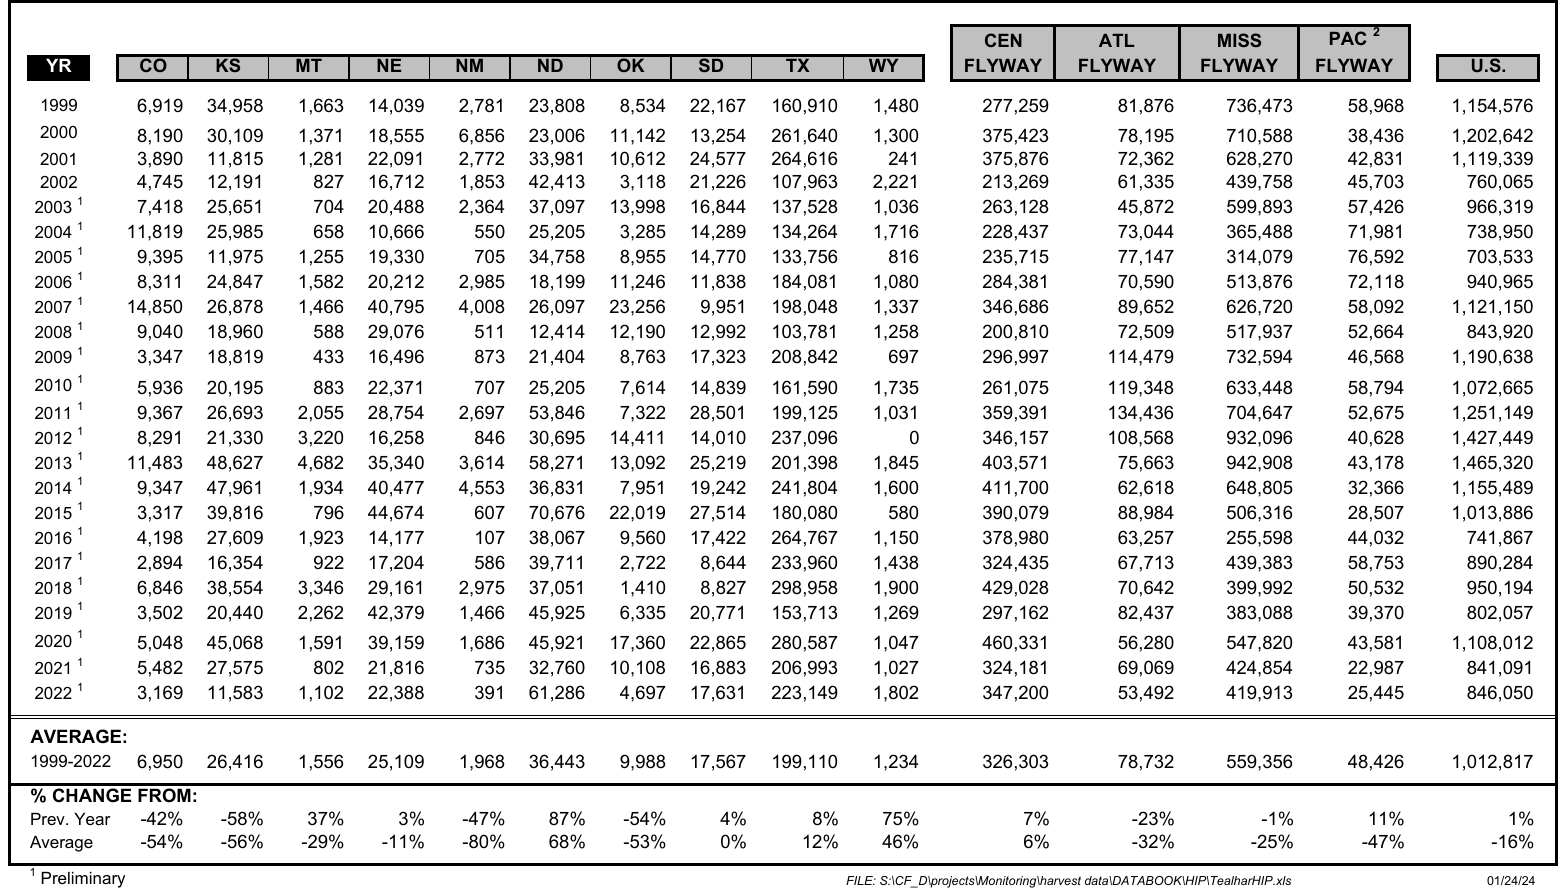 CEN ATL MISS PAC 2
YR CO KS MT NE NM ND OK SD TX WY FLYWAY FLYWAY FLYWAY FLYWAY U.S.
1999 6,919 34,958 1,663 14,039 2,781 23,808 8,534 22,167 160,910 1,480 277,259 81,876 736,473 58,968 1,154,576
2000 8,190 30,109 1,371 18,555 6,856 23,006 11,142 13,254 261,640 1,300 375,423 78,195 710,588 38,436 1,202,642
2001 3,890 11,815 1,281 22,091 2,772 33,981 10,612 24,577 264,616 241 375,876 72,362 628,270 42,831 1,119,339
2002 4,745 12,191 827 16,712 1,853 42,413 3,118 21,226 107,963 2,221 213,269 61,335 439,758 45,703 760,065
2003 1 7,418 25,651 704 20,488 2,364 37,097 13,998 16,844 137,528 1,036 263,128 45,872 599,893 57,426 966,319
2004 1 11,819 25,985 658 10,666 550 25,205 3,285 14,289 134,264 1,716 228,437 73,044 365,488 71,981 738,950
2005 1 9,395 11,975 1,255 19,330 705 34,758 8,955 14,770 133,756 816 235,715 77,147 314,079 76,592 703,533
2006 1 8,311 24,847 1,582 20,212 2,985 18,199 11,246 11,838 184,081 1,080 284,381 70,590 513,876 72,118 940,965
2007 1 14,850 26,878 1,466 40,795 4,008 26,097 23,256 9,951 198,048 1,337 346,686 89,652 626,720 58,092 1,121,150
2008 1 9,040 18,960 588 29,076 511 12,414 12,190 12,992 103,781 1,258 200,810 72,509 517,937 52,664 843,920
2009 1 3,347 18,819 433 16,496 873 21,404 8,763 17,323 208,842 697 296,997 114,479 732,594 46,568 1,190,638
2010 1 5,936 20,195 883 22,371 707 25,205 7,614 14,839 161,590 1,735 261,075 119,348 633,448 58,794 1,072,665
2011 1 9,367 26,693 2,055 28,754 2,697 53,846 7,322 28,501 199,125 1,031 359,391 134,436 704,647 52,675 1,251,149
2012 1 8,291 21,330 3,220 16,258 846 30,695 14,411 14,010 237,096 0 346,157 108,568 932,096 40,628 1,427,449
2013 1 11,483 48,627 4,682 35,340 3,614 58,271 13,092 25,219 201,398 1,845 403,571 75,663 942,908 43,178 1,465,320
2014 1 9,347 47,961 1,934 40,477 4,553 36,831 7,951 19,242 241,804 1,600 411,700 62,618 648,805 32,366 1,155,489
2015 1 3,317 39,816 796 44,674 607 70,676 22,019 27,514 180,080 580 390,079 88,984 506,316 28,507 1,013,886
2016 1 4,198 27,609 1,923 14,177 107 38,067 9,560 17,422 264,767 1,150 378,980 63,257 255,598 44,032 741,867
2017 1 2,894 16,354 922 17,204 586 39,711 2,722 8,644 233,960 1,438 324,435 67,713 439,383 58,753 890,284
2018 1 6,846 38,554 3,346 29,161 2,975 37,051 1,410 8,827 298,958 1,900 429,028 70,642 399,992 50,532 950,194
2019 1 3,502 20,440 2,262 42,379 1,466 45,925 6,335 20,771 153,713 1,269 297,162 82,437 383,088 39,370 802,057
2020 1 5,048 45,068 1,591 39,159 1,686 45,921 17,360 22,865 280,587 1,047 460,331 56,280 547,820 43,581 1,108,012
2021 1 5,482 27,575 802 21,816 735 32,760 10,108 16,883 206,993 1,027 324,181 69,069 424,854 22,987 841,091
2022 1 3,169 11,583 1,102 22,388 391 61,286 4,697 17,631 223,149 1,802 347,200 53,492 419,913 25,445 846,050
AVERAGE:
1999-2022 6,950 26,416 1,556 25,109 1,968 36,443 9,988 17,567 199,110 1,234 326,303 78,732 559,356 48,426 1,012,817
% CHANGE FROM:
Prev. Year -42% -58% 37% 3% -47% 87% -54% 4% 8% 75% 7% -23% -1% 11% 1%
Average -54% -56% -29% -11% -80% 68% -53% 0% 12% 46% 6% -32% -25% -47% -16%
1 Preliminary FILE: S:\CF_D\projects\Monitoring\harvest data\DATABOOK\HIP\TealharHIP.xls 01/24/24